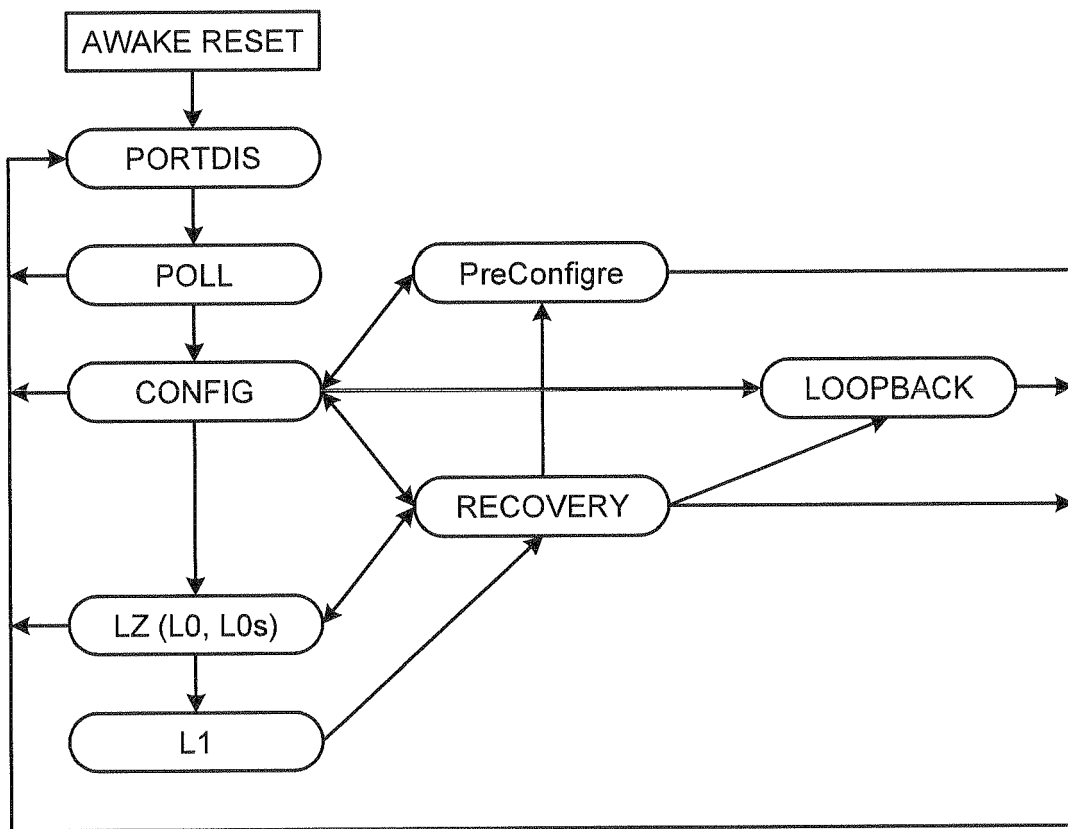 AWAKE RESET
PORTDIS
POLL
PreConfigre
CONFIG
LOOPBACK
RECOVERY
LZ (L0, L0s)
L1